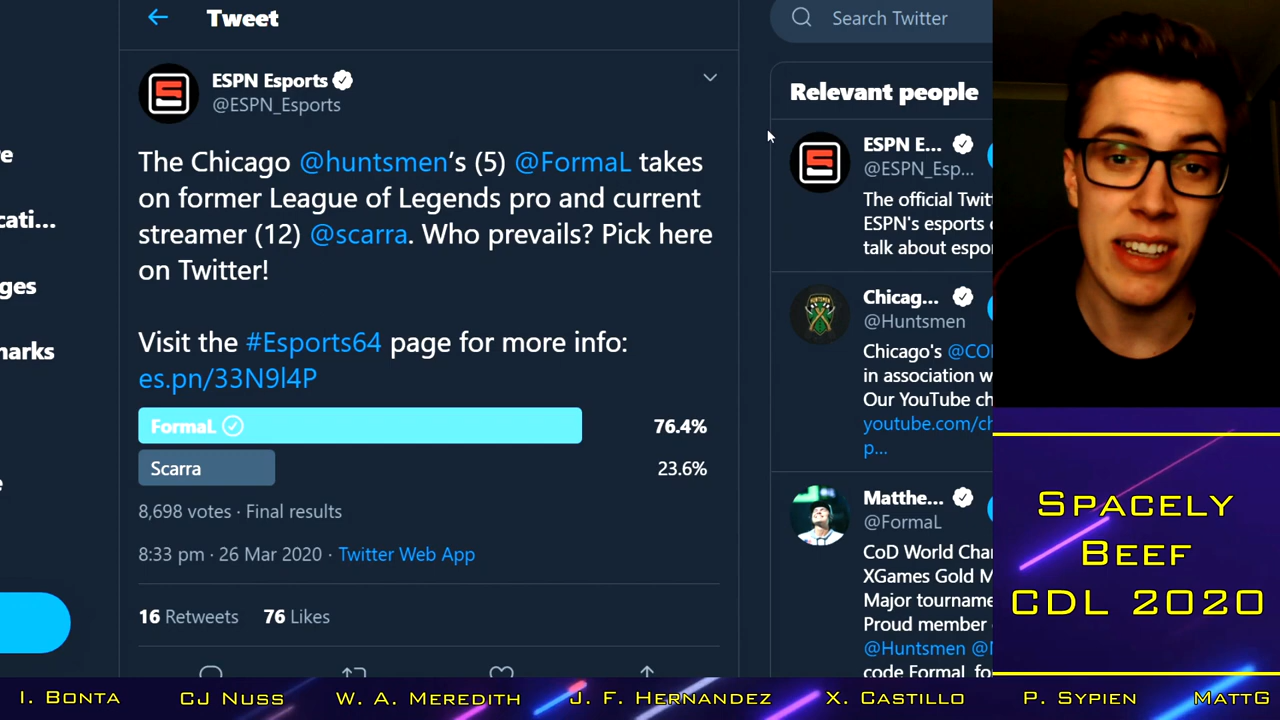 Tweet
Search Twitter
ESPN Esports
@ESPN_Esports
The Chicago @huntsmen’s (5) @FormaL takes
on former League of Legends pro and current
streamer (12) @scarra. Who prevails? Pick here
on Twitter!
Visit the #Esports64 page for more info:
es.pn/33N9l4P
FormaL 76.4%
Scarra 23.6%
8,698 votes · Final results
8:33 pm · 26 Mar 2020 · Twitter Web App
16 Retweets 76 Likes
Relevant people
ESPN E...
@ESPN_Esp...
The official Twit
ESPN's esports
talk about espo
Chicag...
@Huntsmen
Chicago's @CO
in association w
Our YouTube ch
youtube.com/c
p...
Matthe...
@FormaL
CoD World Cha
XGames Gold M
Major tourname
Proud member
@Huntsmen @
code Formal fo
Spacely
Beef
CDL 2020
I. Bonta CJ Nuss W. A. Meredith J. F. Hernandez X. Castillo P. Sypien MattG